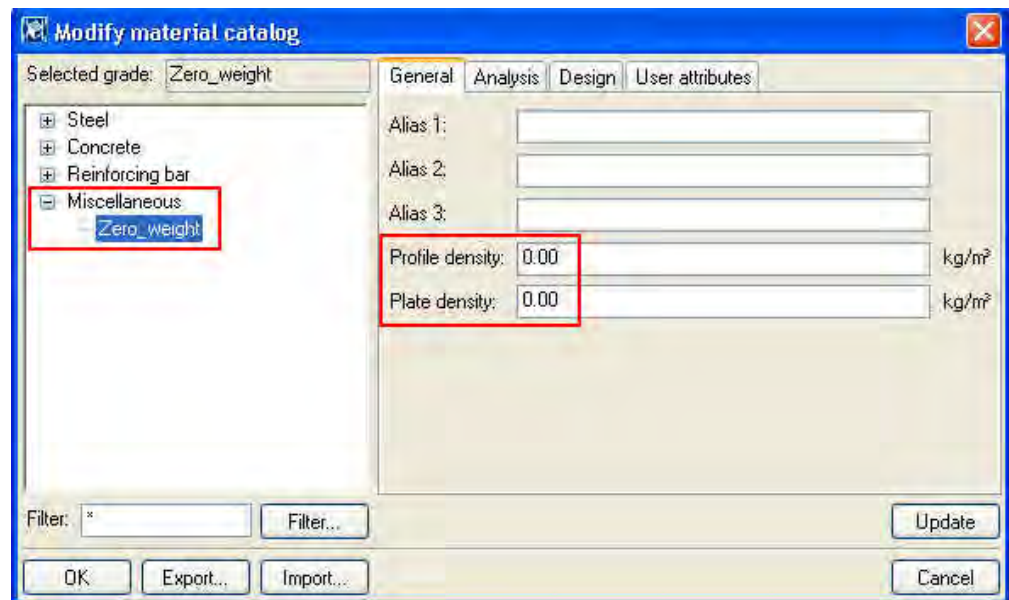 Modify material catalog
Selected grade: Zero_weight
Steel
Concrete
Reinforcing bar
Miscellaneous
Zero_weight
Filter: *
Filter...
General Analysis Design User attributes
Alias 1:
Alias 2:
Alias 3:
Profile density: 0.00 kg/m³
Plate density: 0.00 kg/m³
Update
OK Export... Import... Cancel